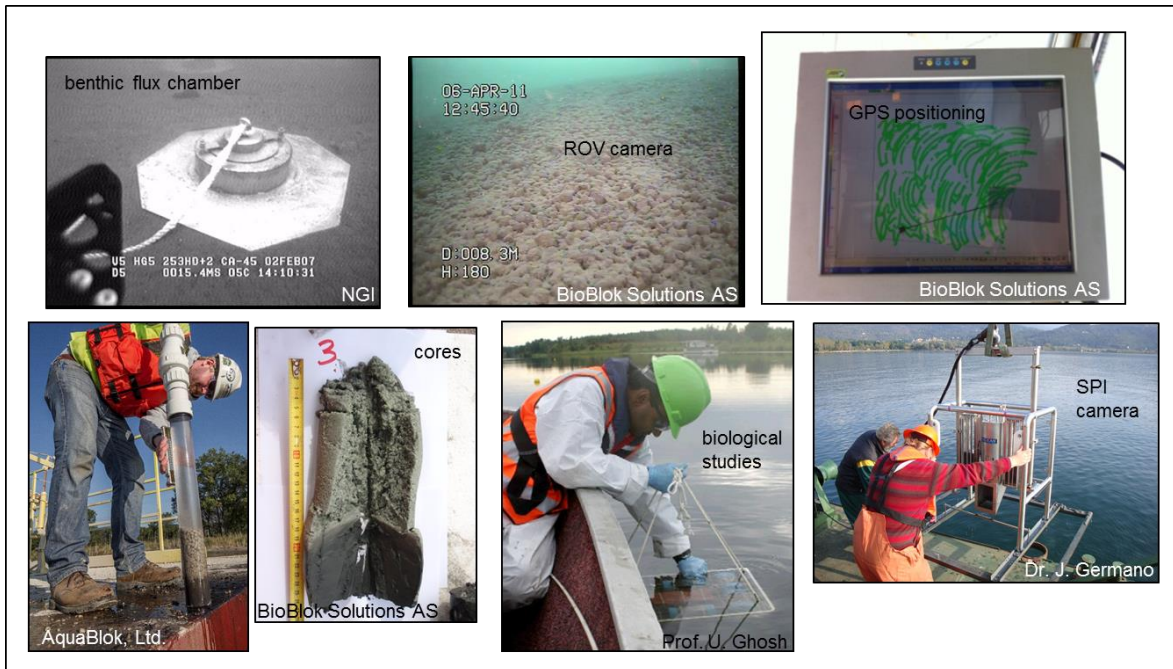 benthic flux chamber
V5 HG5 253HD+2 CA-45 02FEB07
D5 0015.4MS 05C 14:10:31
NGI
06-APR-11
12:45:40
ROV camera
D:008.3M
H:180
BioBlok Solutions AS
GPS positioning
BioBlok Solutions AS
AquaBlok, Ltd.
3
cores
BioBlok Solutions AS
biological
studies
Prof. U. Ghosh
SPI
camera
Dr. J. Germano